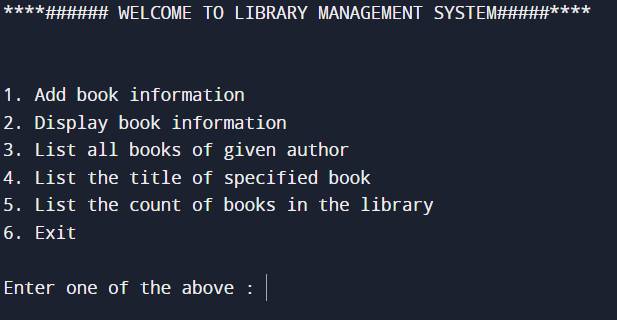 ****###### WELCOME TO LIBRARY MANAGEMENT SYSTEM#####****
1. Add book information
2. Display book information
3. List all books of given author
4. List the title of specified book
5. List the count of books in the library
6. Exit
Enter one of the above :